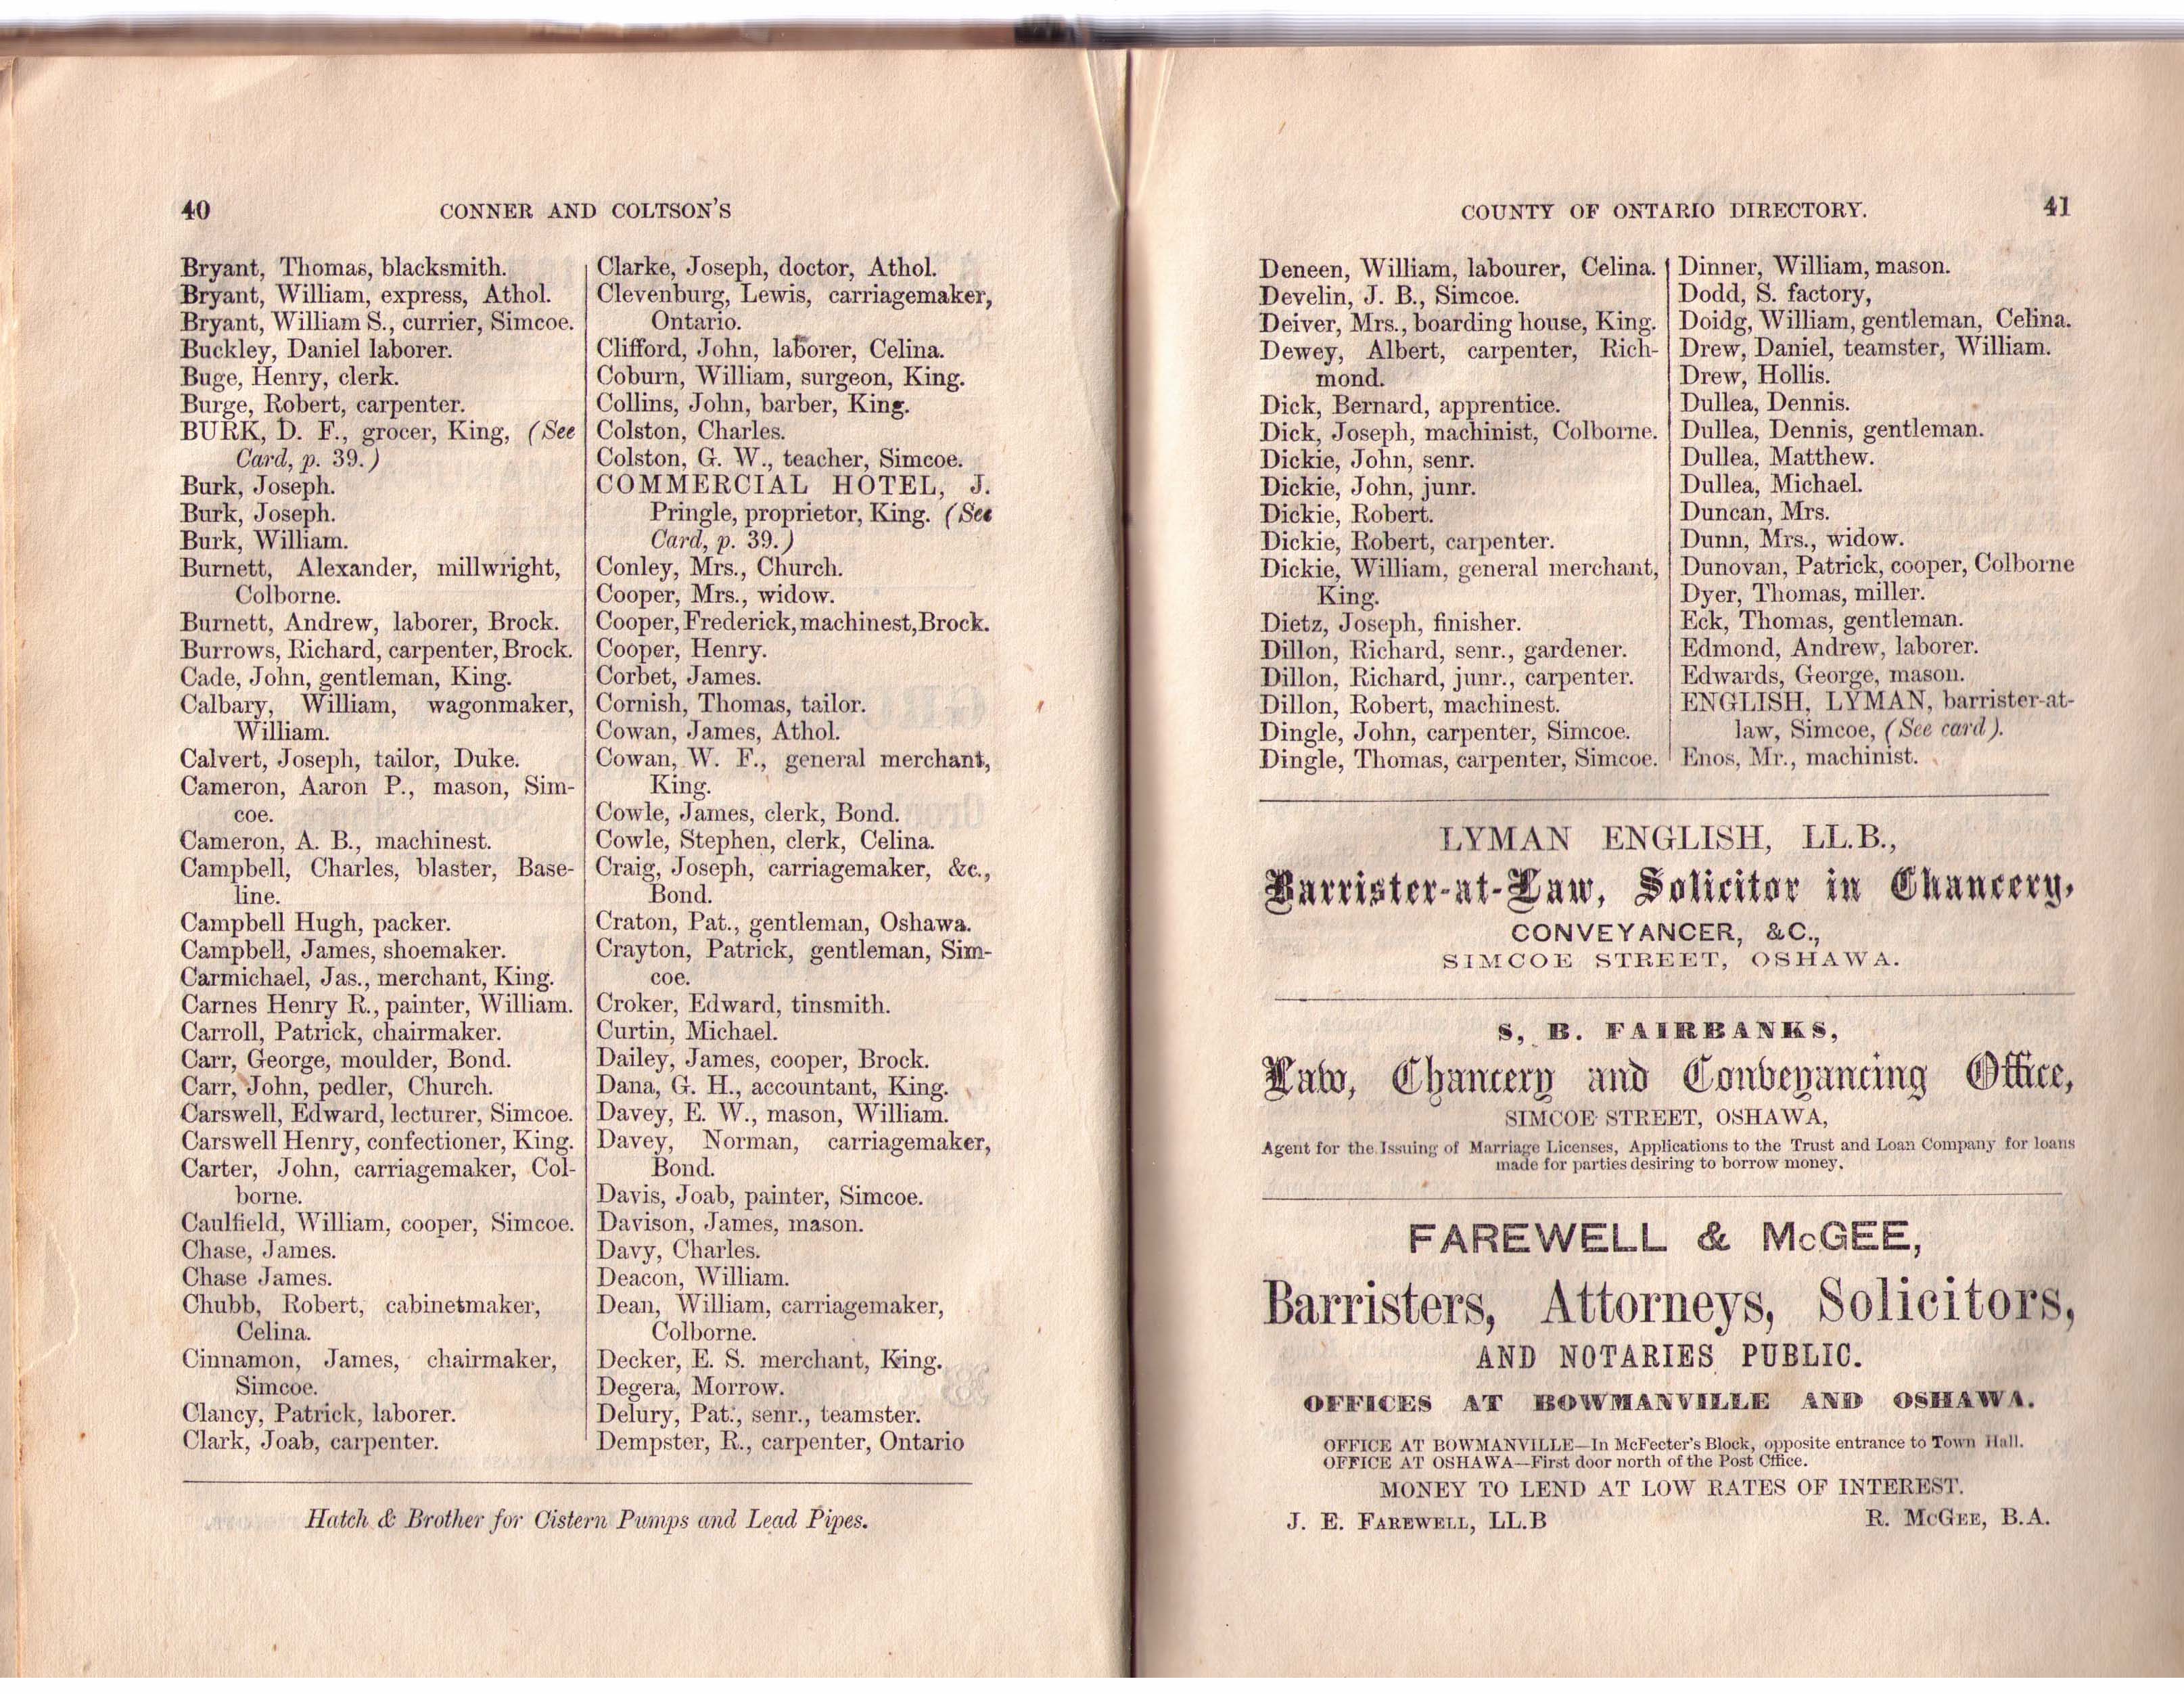 40 CONNER AND COLTSON'S
Bryant, Thomas, blacksmith.
Bryant, William, express, Athol.
Bryant, William S., currier, Simcoe.
Buckley, Daniel laborer.
Buge, Henry, clerk.
Burge, Robert, carpenter.
BURK, D. F., grocer, King, (See
Card, p. 39.)
Burk, Joseph.
Burk, Joseph.
Burk, William.
Burnett, Alexander, millwright,
Colborne.
Burnett, Andrew, laborer, Brock.
Burrows, Richard, carpenter, Brock.
Cade, John, gentleman, King.
Calbary, William, wagonmaker,
William.
Calvert, Joseph, tailor, Duke.
Cameron, Aaron P., mason, Sim-
coe.
Cameron, A. B., machinest.
Campbell, Charles, blaster, Base-
line.
Campbell Hugh, packer.
Campbell, James, shoemaker.
Carmichael, Jas., merchant, King.
Carnes Henry R., painter, William.
Carroll, Patrick, chairmaker.
Carr, George, moulder, Bond.
Carr, John, pedler, Church.
Carswell, Edward, lecturer, Simcoe.
Carswell Henry, confectioner, King.
Carter, John, carriagemaker, Col-
borne.
Caulfield, William, cooper, Simcoe.
Chase, James.
Chase James.
Chubb, Robert, cabinetmaker,
Celina.
Cinnamon, James, chairmaker,
Simcoe.
Clancy, Patrick, laborer.
Clark, Joab, carpenter.
Clarke, Joseph, doctor, Athol.
Clevenburg, Lewis, carriagemaker,
Ontario.
Clifford, John, laborer, Celina.
Coburn, William, surgeon, King.
Collins, John, barber, King.
Colston, Charles.
Colston, G. W., teacher, Simcoe.
COMMERCIAL HOTEL, J.
Pringle, proprietor, King. (See
Card, p. 39.)
Conley, Mrs., Church.
Cooper, Mrs., widow.
Cooper, Frederick, machinest, Brock.
Cooper, Henry.
Corbet, James.
Cornish, Thomas, tailor.
Cowan, James, Athol.
Cowan, W. F., general merchant,
King.
Cowle, James, clerk, Bond.
Cowle, Stephen, clerk, Celina.
Craig, Joseph, carriagemaker, &c.,
Bond.
Craton, Pat., gentleman, Oshawa.
Crayton, Patrick, gentleman, Sim-
coe.
Croker, Edward, tinsmith.
Curtin, Michael.
Dailey, James, cooper, Brock.
Dana, G. H., accountant, King.
Davey, E. W., mason, William.
Davey, Norman, carriagemaker,
Bond.
Davis, Joab, painter, Simcoe.
Davison, James, mason.
Davy, Charles.
Deacon, William.
Dean, William, carriagemaker,
Colborne.
Decker, E. S. merchant, King.
Degera, Morrow.
Delury, Pat., senr., teamster.
Dempster, R., carpenter, Ontario
Hatch & Brother for Cistern Pumps and Lead Pipes.
COUNTY OF ONTARIO DIRECTORY. 41
Deneen, William, labourer, Celina.
Develin, J. B., Simcoe.
Deiver, Mrs., boarding house, King.
Dewey, Albert, carpenter, Rich-
mond.
Dick, Bernard, apprentice.
Dick, Joseph, machinist, Colborne.
Dickie, John, senr.
Dickie, John, junr.
Dickie, Robert.
Dickie, Robert, carpenter.
Dickie, William, general merchant,
King.
Dietz, Joseph, finisher.
Dillon, Richard, senr., gardener.
Dillon, Richard, junr., carpenter.
Dillon, Robert, machinest.
Dingle, John, carpenter, Simcoe.
Dingle, Thomas, carpenter, Simcoe.
Dinner, William, mason.
Dodd, S. factory,
Doidg, William, gentleman, Celina.
Drew, Daniel, teamster, William.
Drew, Hollis.
Dullea, Dennis.
Dullea, Dennis, gentleman.
Dullea, Matthew.
Dullea, Michael.
Duncan, Mrs.
Dunn, Mrs., widow.
Dunovan, Patrick, cooper, Colborne
Dyer, Thomas, miller.
Eck, Thomas, gentleman.
Edmond, Andrew, laborer.
Edwards, George, mason.
ENGLISH, LYMAN, barrister-at-
law, Simcoe, (See card).
Enos, Mr., machinist.
LYMAN ENGLISH, LL.B.,
Barrister-at-Law, Solicitor in Chancery,
CONVEYANCER, &C.,
SIMCOE STREET, OSHAWA.
S, B. FAIRBANKS,
Law, Chancery and Conveyancing Office,
SIMCOE STREET, OSHAWA,
Agent for the Issuing of Marriage Licenses, Applications to the Trust and Loan Company for loans
made for parties desiring to borrow money.
FAREWELL & McGEE,
Barristers, Attorneys, Solicitors,
AND NOTARIES PUBLIC.
OFFICES AT BOWMANVILLE AND OSHAWA.
OFFICE AT BOWMANVILLE—In McFecter's Block, opposite entrance to Town Hall.
OFFICE AT OSHAWA—First door north of the Post Office.
MONEY TO LEND AT LOW RATES OF INTEREST.
J. E. FAREWELL, LL.B R. McGEE, B.A.